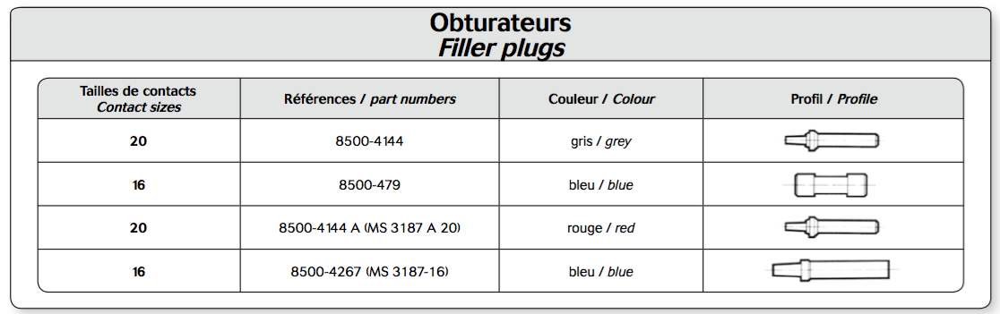 Obturateurs
Filler plugs
Tailles de contacts
Contact sizes
Références / part numbers
Couleur / Colour
Profil / Profile
20
8500-4144
gris / grey
16
8500-479
bleu / blue
20
8500-4144 A (MS 3187 A 20)
rouge / red
16
8500-4267 (MS 3187-16)
bleu / blue